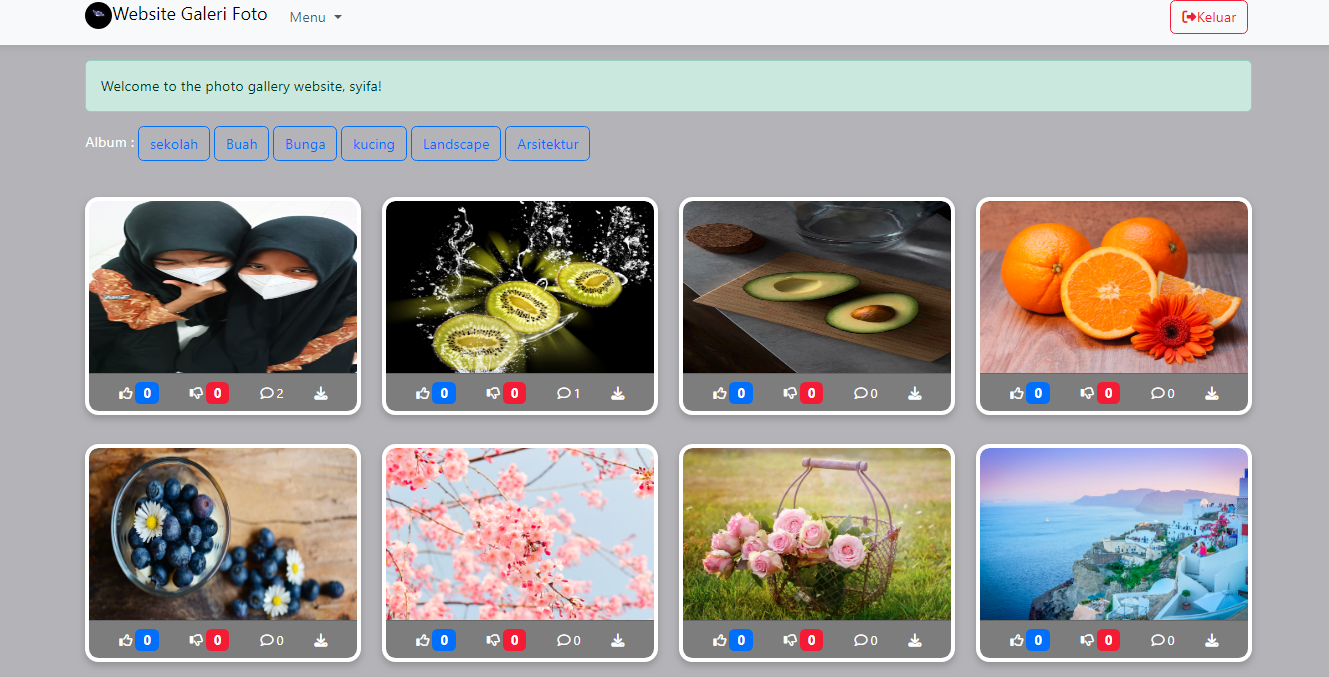 Website Galeri Foto Menu Keluar
Welcome to the photo gallery website, syifa!
Album : sekolah Buah Bunga kucing Landscape Arsitektur
0 0 2 0 0 1 0 0 0 0 0 0
0 0 0 0 0 0 0 0 0 0 0 0